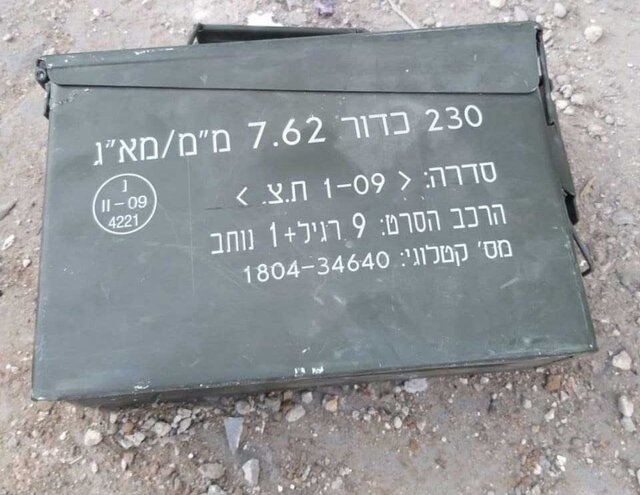 230 כדור 7.62 מ"מ/מא"ג
סדרה: < 1-09 ת.צ. >
הרכב הסרט: 9 רגיל+1 נותב
מס' קטלוגי: 1804-34640
נ
II-09
4221